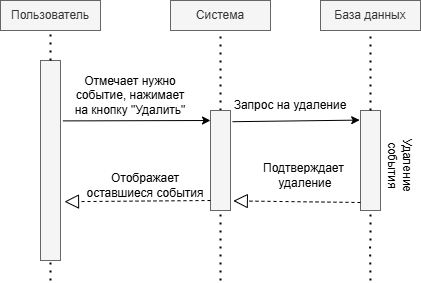 Пользователь
Система
База данных
Отмечает нужно
событие, нажимает
на кнопку "Удалить"
Запрос на удаление
Удаление
события
Подтверждает
удаление
Отображает
оставшиеся события